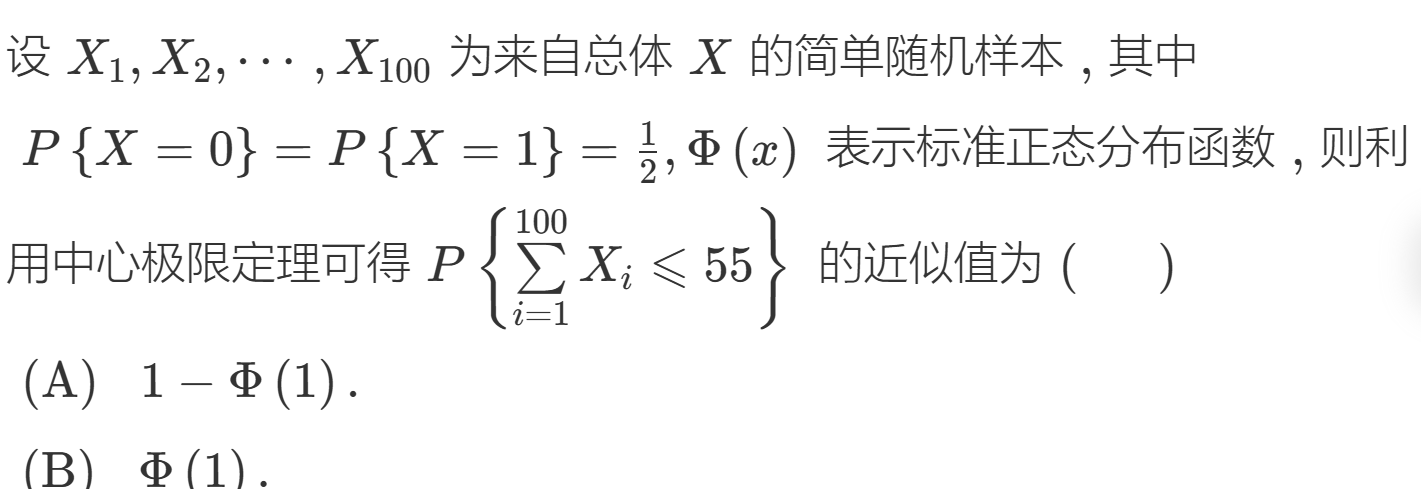 设 X₁, X₂, ⋯ , X₁₀₀ 为来自总体 X 的简单随机样本 , 其中
P {X = 0} = P {X = 1} = 1/2, Φ (x) 表示标准正态分布函数 , 则利
用中心极限定理可得 P {∑_{i=1}^{100} Xᵢ ⩽ 55} 的近似值为 ( )
(A) 1 − Φ (1) .
(B) Φ (1) .